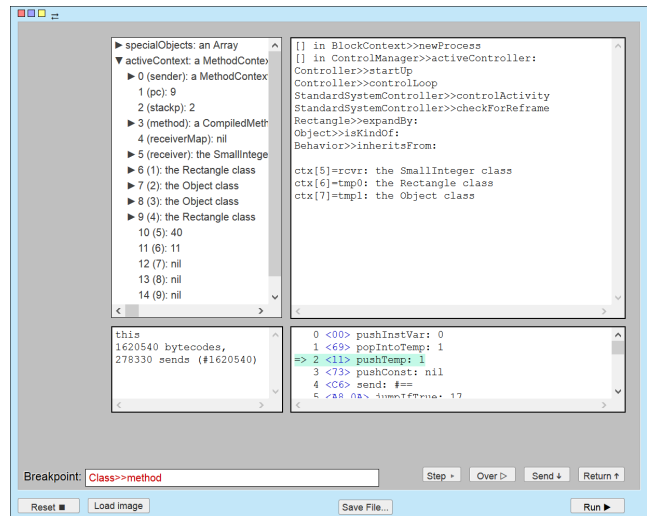 ▶ specialObjects: an Array
▼ activeContext: a MethodContex
▶ 0 (sender): a MethodContex
1 (pc): 9
2 (stackp): 2
▶ 3 (method): a CompiledMeth
4 (receiverMap): nil
▶ 5 (receiver): the SmallIntege
▶ 6 (1): the Rectangle class
▶ 7 (2): the Object class
▶ 8 (3): the Object class
▶ 9 (4): the Rectangle class
10 (5): 40
11 (6): 11
12 (7): nil
13 (8): nil
14 (9): nil
[] in BlockContext>>newProcess
[] in ControlManager>>activeController:
Controller>>startUp
Controller>>controlLoop
StandardSystemController>>controlActivity
StandardSystemController>>checkForReframe
Rectangle>>expandBy:
Object>>isKindOf:
Behavior>>inheritsFrom:
ctx[5]=rcvr: the SmallInteger class
ctx[6]=tmp0: the Rectangle class
ctx[7]=tmp1: the Object class
this
1620540 bytecodes,
278330 sends (#1620540)
0 <00> pushInstVar: 0
1 <69> popIntoTemp: 1
=> 2 <11> pushTemp: 1
3 <73> pushConst: nil
4 <C6> send: #==
5 <A8 0A> jumpIfTrue: 17
Breakpoint: Class>>method
Step ▸ Over ▷ Send ↓ Return ↑
Reset ■ Load image Save File... Run ▶